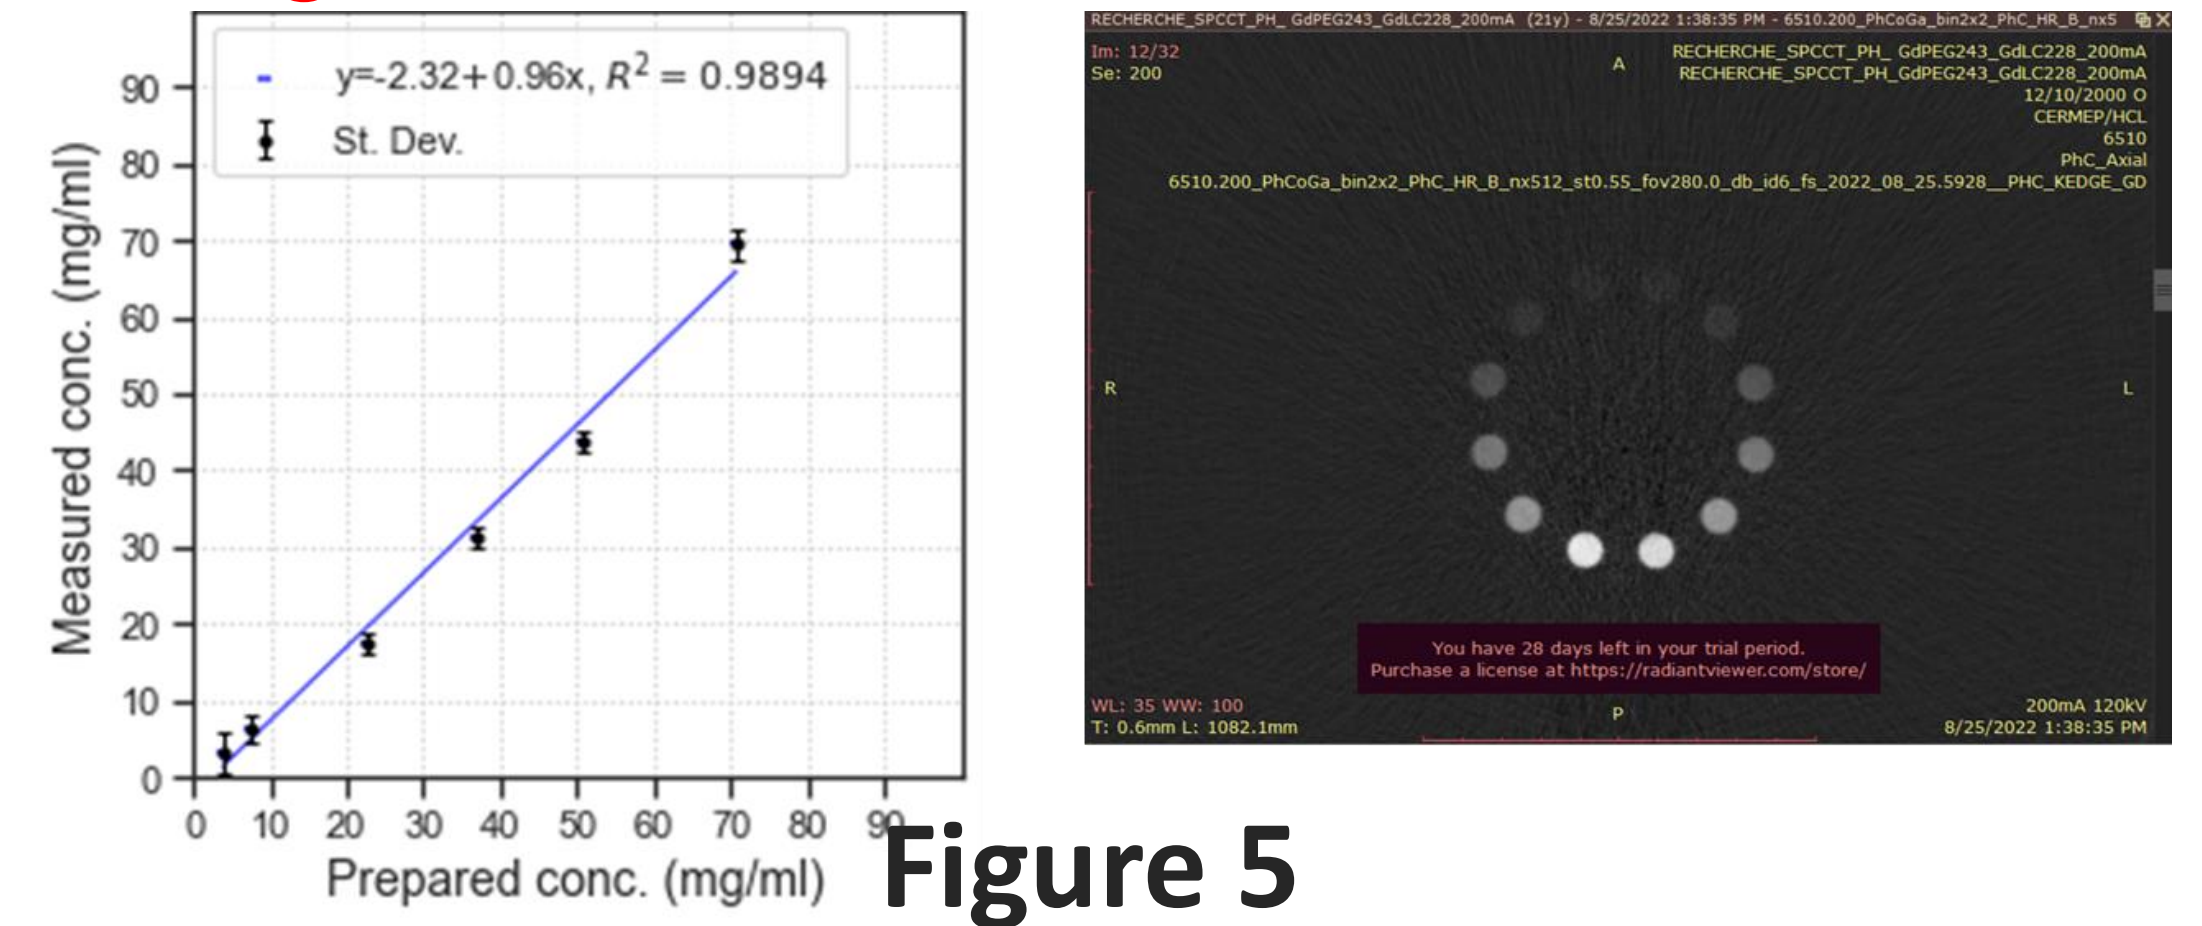 y=-2.32+0.96x, R² = 0.9894
St. Dev.
Measured conc. (mg/ml)
90
80
70
60
50
40
30
20
10
0
0 10 20 30 40 50 60 70 80 90
Prepared conc. (mg/ml)
RECHERCHE_SPCCT_PH_ GdPEG243_GdLC228_200mA (21y) - 8/25/2022 1:38:35 PM - 6510.200_PhCoGa_bin2x2_PhC_HR_B_nx5
Im: 12/32
Se: 200
A
RECHERCHE_SPCCT_PH_ GdPEG243_GdLC228_200mA
RECHERCHE_SPCCT_PH_GdPEG243_GdLC228_200mA
12/10/2000 O
CERMEP/HCL
6510
PhC_Axial
6510.200_PhCoGa_bin2x2_PhC_HR_B_nx512_st0.55_fov280.0_db_id6_fs_2022_08_25.5928__PHC_KEDGE_GD
R
L
You have 28 days left in your trial period.
Purchase a license at https://radiantviewer.com/store/
WL: 35 WW: 100
T: 0.6mm L: 1082.1mm
P
200mA 120kV
8/25/2022 1:38:35 PM
Figure 5